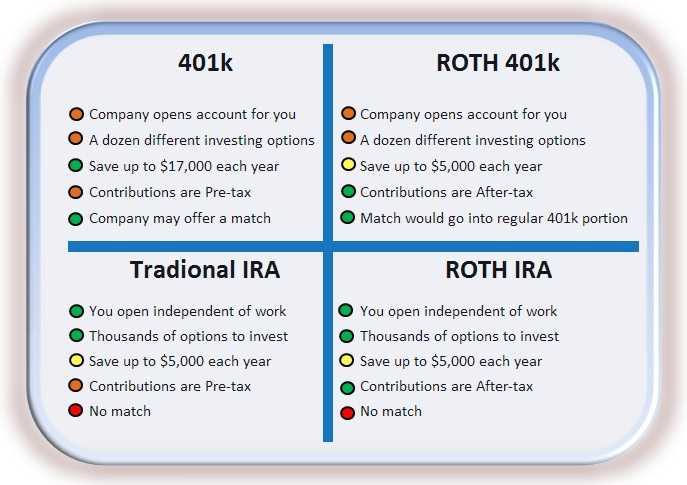 401k
Company opens account for you
A dozen different investing options
Save up to $17,000 each year
Contributions are Pre-tax
Company may offer a match
ROTH 401k
Company opens account for you
A dozen different investing options
Save up to $5,000 each year
Contributions are After-tax
Match would go into regular 401k portion
Tradional IRA
You open independent of work
Thousands of options to invest
Save up to $5,000 each year
Contributions are Pre-tax
No match
ROTH IRA
You open independent of work
Thousands of options to invest
Save up to $5,000 each year
Contributions are After-tax
No match